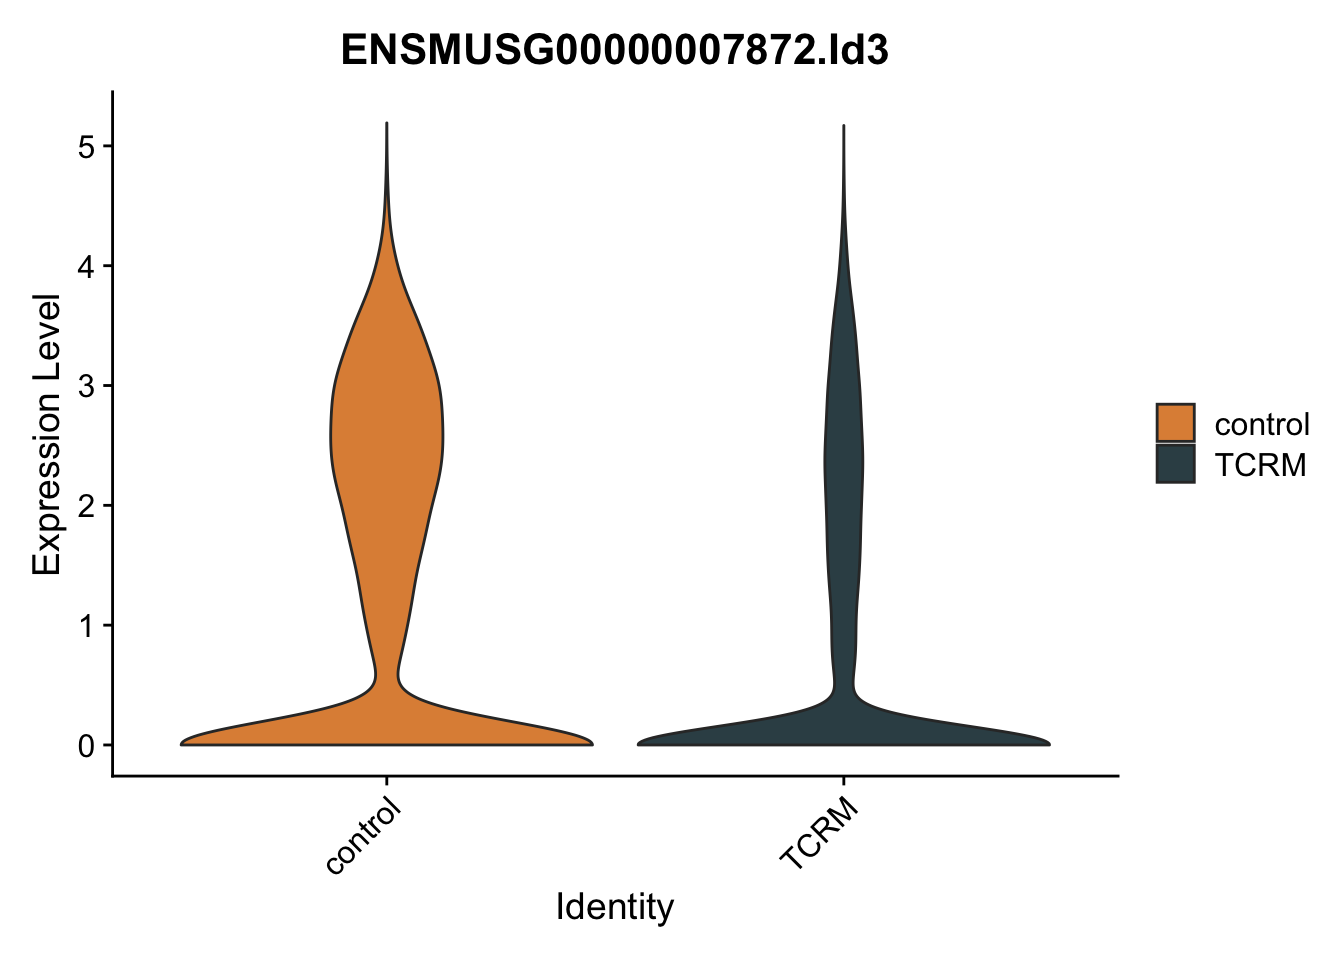 ENSMUSG00000007872.Id3
Expression Level
5
4
3
2
1
0
control
TCRM
Identity
control
TCRM